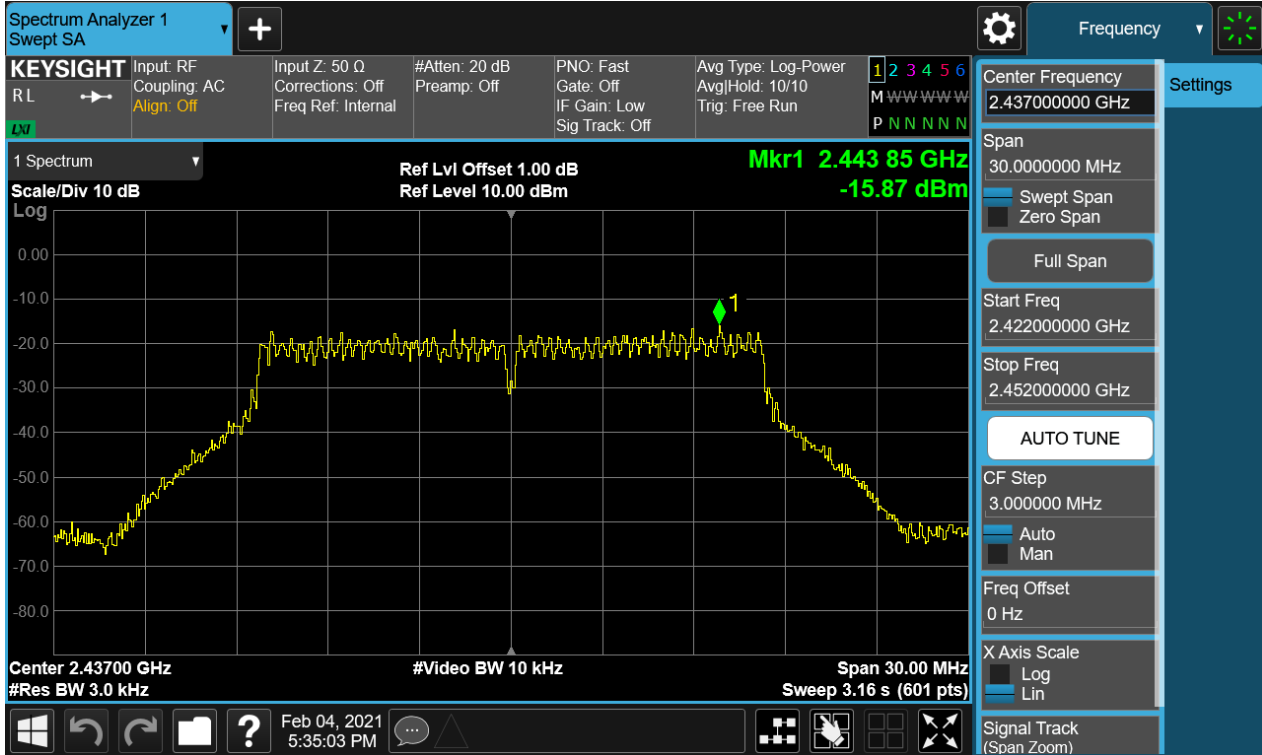 Spectrum Analyzer 1
Swept SA
+
Frequency
KEYSIGHT
R L
LXI
Input: RF
Coupling: AC
Align: Off
Input Z: 50 Ω
Corrections: Off
Freq Ref: Internal
#Atten: 20 dB
Preamp: Off
PNO: Fast
Gate: Off
IF Gain: Low
Sig Track: Off
Avg Type: Log-Power
Avg|Hold: 10/10
Trig: Free Run
1 2 3 4 5 6
M W W W W W
P N N N N N
1 Spectrum
Scale/Div 10 dB
Log
Ref Lvl Offset 1.00 dB
Ref Level 10.00 dBm
Mkr1 2.443 85 GHz
-15.87 dBm
0.00
-10.0
-20.0
-30.0
-40.0
-50.0
-60.0
-70.0
-80.0
1
Center 2.43700 GHz
#Video BW 10 kHz
Span 30.00 MHz
#Res BW 3.0 kHz
Sweep 3.16 s (601 pts)
?
Feb 04, 2021
5:35:03 PM
Center Frequency
2.437000000 GHz
Span
30.0000000 MHz
Swept Span
Zero Span
Full Span
Start Freq
2.422000000 GHz
Stop Freq
2.452000000 GHz
AUTO TUNE
CF Step
3.000000 MHz
Auto
Man
Freq Offset
0 Hz
X Axis Scale
Log
Lin
Signal Track
(Span Zoom)
Settings